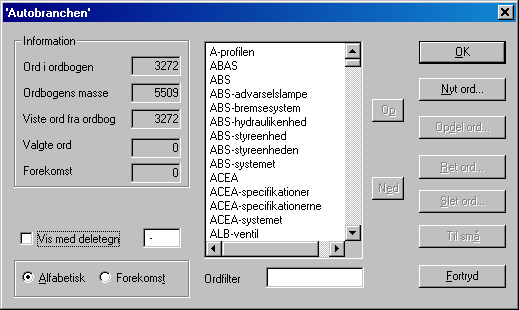 'Autobranchen'
Information
Ord i ordbogen 3272
Ordbogens masse 5509
Viste ord fra ordbog 3272
Valgte ord 0
Forekomst 0
Vis med deletegn -
Alfabetisk Forekomst
A-profilen
ABAS
ABS
ABS-advarselslampe
ABS-bremsesystem
ABS-hydraulikenhed
ABS-styreenhed
ABS-styreenheden
ABS-systemet
ACEA
ACEA-specifikationer
ACEA-specifikationerne
ACEA-systemet
ALB-ventil
Ordfilter
Op
Ned
OK
Nyt ord...
Opdel ord...
Ret ord...
Slet ord...
Til små
Fortryd